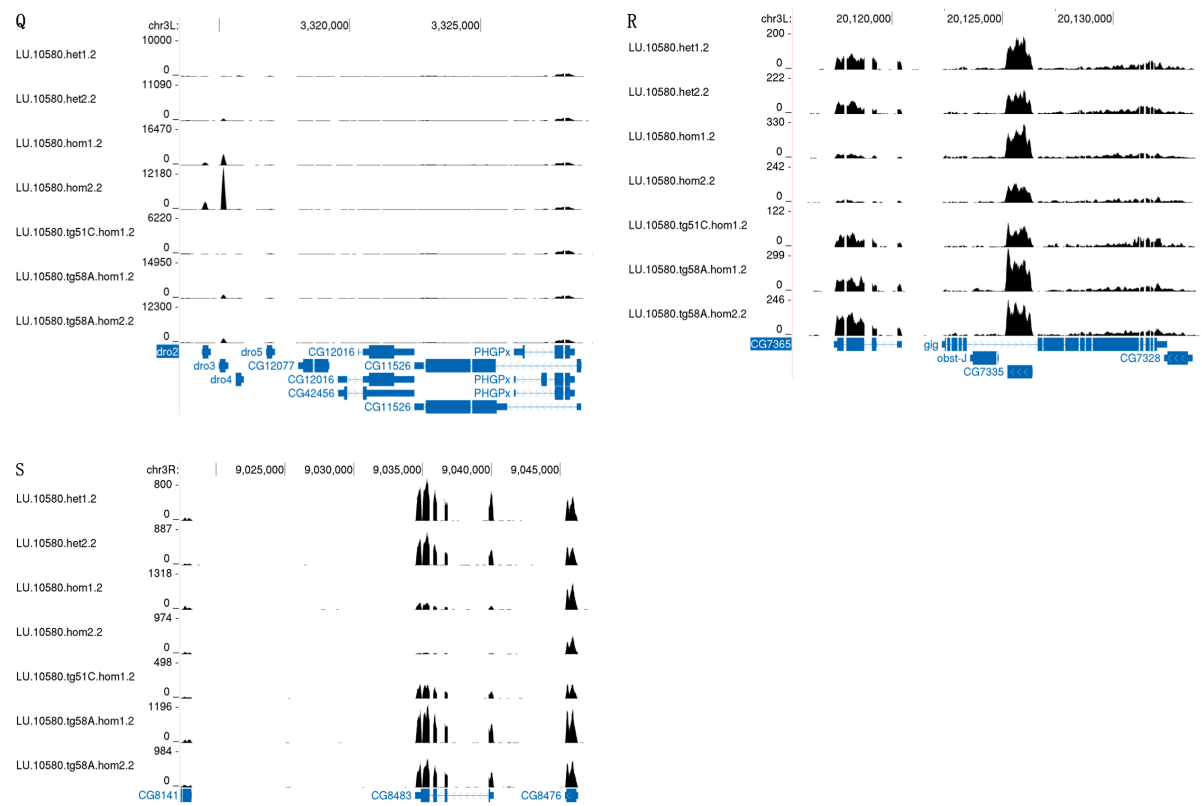 Q
chr3L: 3,320,000 3,325,000
10000
LU.10580.het1.2
0
11090
LU.10580.het2.2
0
16470
LU.10580.hom1.2
0
12180
LU.10580.hom2.2
0
6220
LU.10580.tg51C.hom1.2
0
14950
LU.10580.tg58A.hom1.2
0
12300
LU.10580.tg58A.hom2.2
0
dro2 dro5 CG12016 PHGPx
dro3 CG12077 CG11526
dro4 CG12016 PHGPx
CG42456 PHGPx
CG11526
R
chr3L: 20,120,000 20,125,000 20,130,000
200
LU.10580.het1.2
0
222
LU.10580.het2.2
0
330
LU.10580.hom1.2
0
242
LU.10580.hom2.2
0
122
LU.10580.tg51C.hom1.2
0
299
LU.10580.tg58A.hom1.2
0
246
LU.10580.tg58A.hom2.2
0
CG7365 gig
obst-J CG7328
CG7335
S
chr3R: 9,025,000 9,030,000 9,035,000 9,040,000 9,045,000
800
LU.10580.het1.2
0
887
LU.10580.het2.2
0
1318
LU.10580.hom1.2
0
974
LU.10580.hom2.2
0
498
LU.10580.tg51C.hom1.2
0
1196
LU.10580.tg58A.hom1.2
0
984
LU.10580.tg58A.hom2.2
0
CG8141 CG8483 CG8476